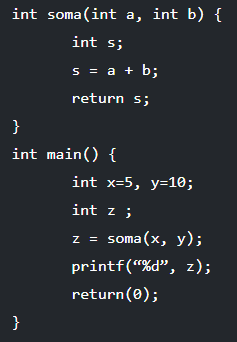 int soma(int a, int b) {
int s;
s = a + b;
return s;
}
int main() {
int x=5, y=10;
int z ;
z = soma(x, y);
printf(“%d”, z);
return(0);
}